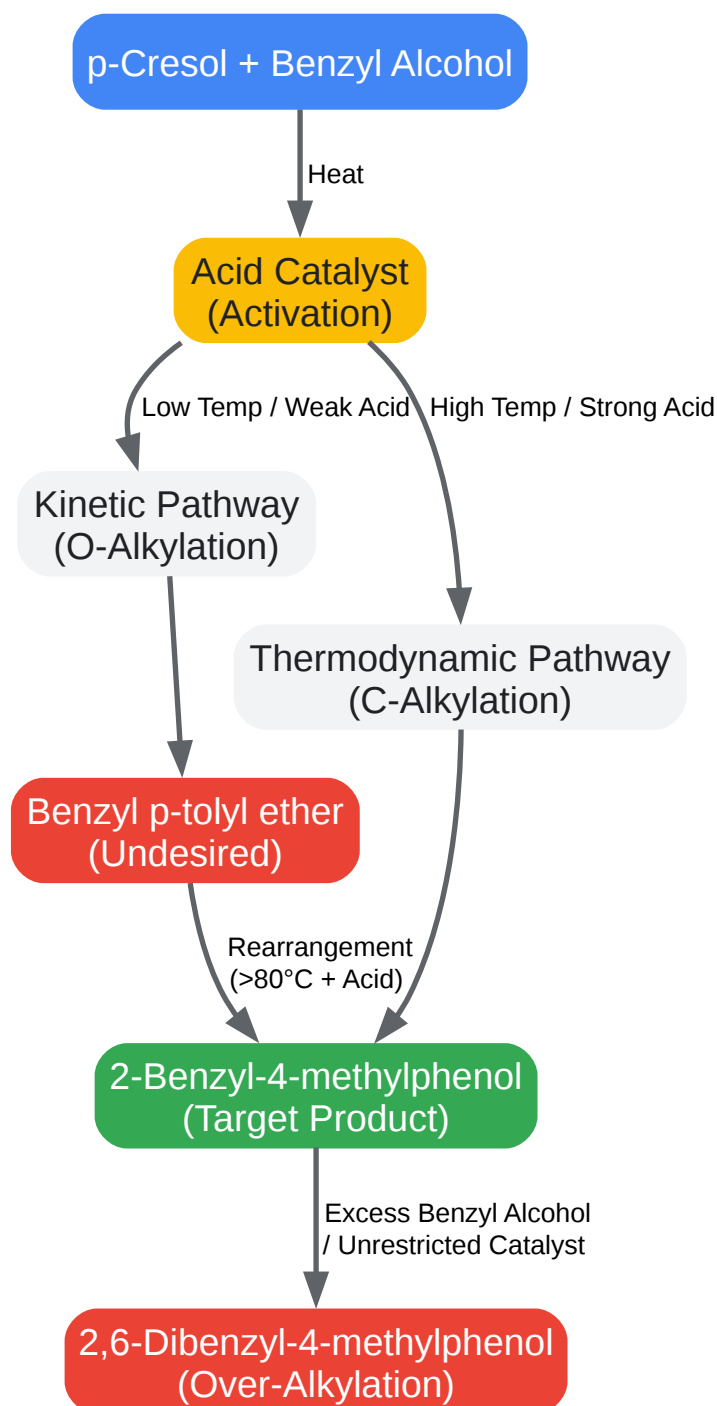 p-Cresol + Benzyl Alcohol
Heat
Acid Catalyst
(Activation)
Low Temp / Weak Acid
High Temp / Strong Acid
Kinetic Pathway
(O-Alkylation)
Thermodynamic Pathway
(C-Alkylation)
Benzyl p-tolyl ether
(Undesired)
Rearrangement
(>80°C + Acid)
2-Benzyl-4-methylphenol
(Target Product)
Excess Benzyl Alcohol
/ Unrestricted Catalyst
2,6-Dibenzyl-4-methylphenol
(Over-Alkylation)